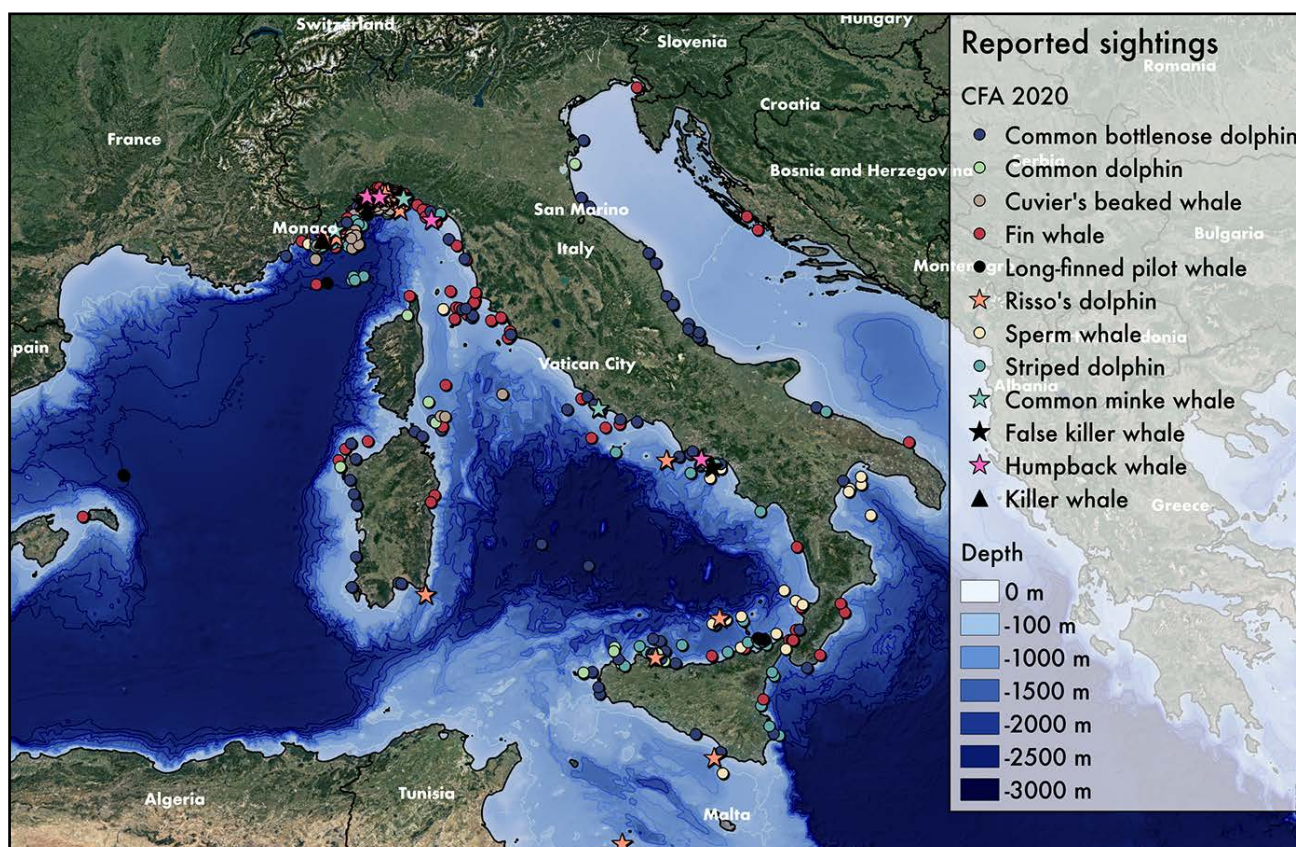 Switzerland
Hungary
Slovenia
Croatia
France
Bosnia and Herzegovina
San Marino
Monaco
Italy
Vatican City
pain
Algeria
Tunisia
Malta
Reported sightings
Romania
CFA 2020
Common bottlenose dolphin
Common dolphin
Cuvier's beaked whale
Fin whale
Bulgaria
Long-finned pilot whale
Risso's dolphin
Sperm whale
Striped dolphin
Albania
Common minke whale
False killer whale
Humpback whale
Killer whale
Greece
Depth
0 m
-100 m
-1000 m
-1500 m
-2000 m
-2500 m
-3000 m